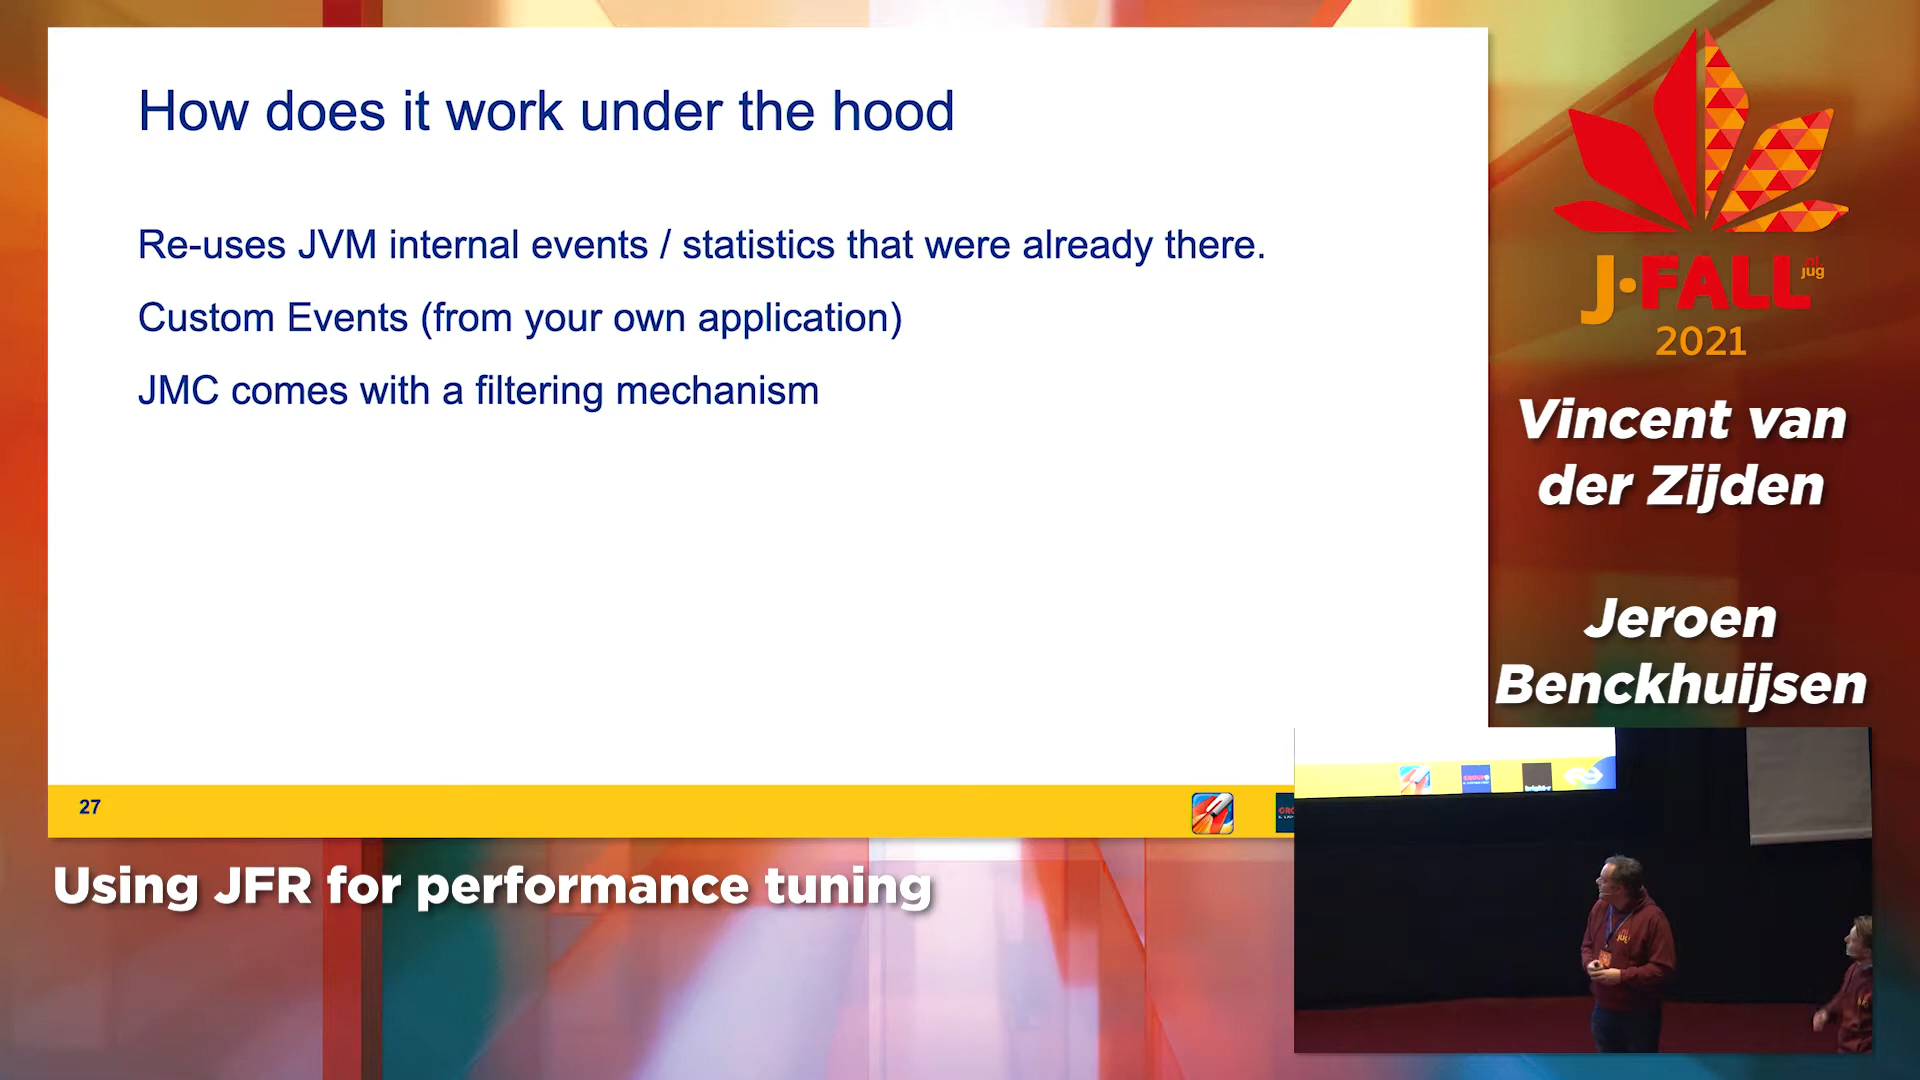 How does it work under the hood
Re-uses JVM internal events / statistics that were already there.
Custom Events (from your own application)
JMC comes with a filtering mechanism
27
J•FALL
nl
jug
2021
Vincent van
der Zijden
Jeroen
Benckhuijsen
Using JFR for performance tuning